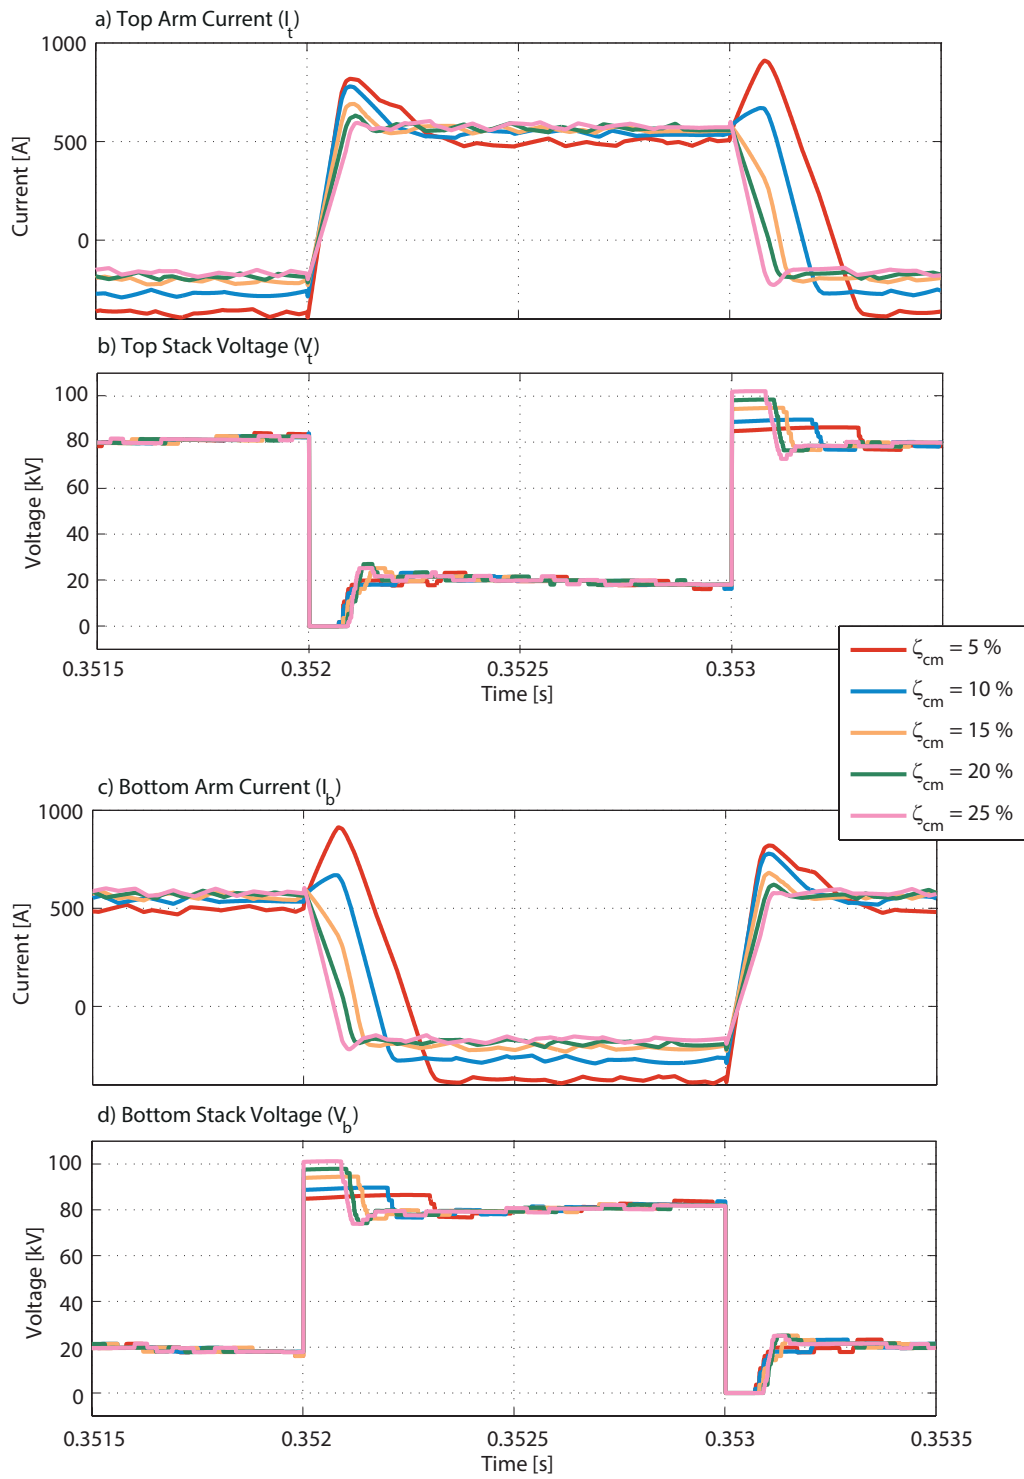 a) Top Arm Current (I_t)
1000
500
0
Current [A]
b) Top Stack Voltage (V_t)
100
80
60
40
20
0
Voltage [kV]
0.3515
0.352
0.3525
0.353
Time [s]
ζ_cm = 5 %
ζ_cm = 10 %
ζ_cm = 15 %
ζ_cm = 20 %
ζ_cm = 25 %
c) Bottom Arm Current (I_b)
1000
500
0
Current [A]
d) Bottom Stack Voltage (V_b)
100
80
60
40
20
0
Voltage [kV]
0.3515
0.352
0.3525
0.353
0.3535
Time [s]